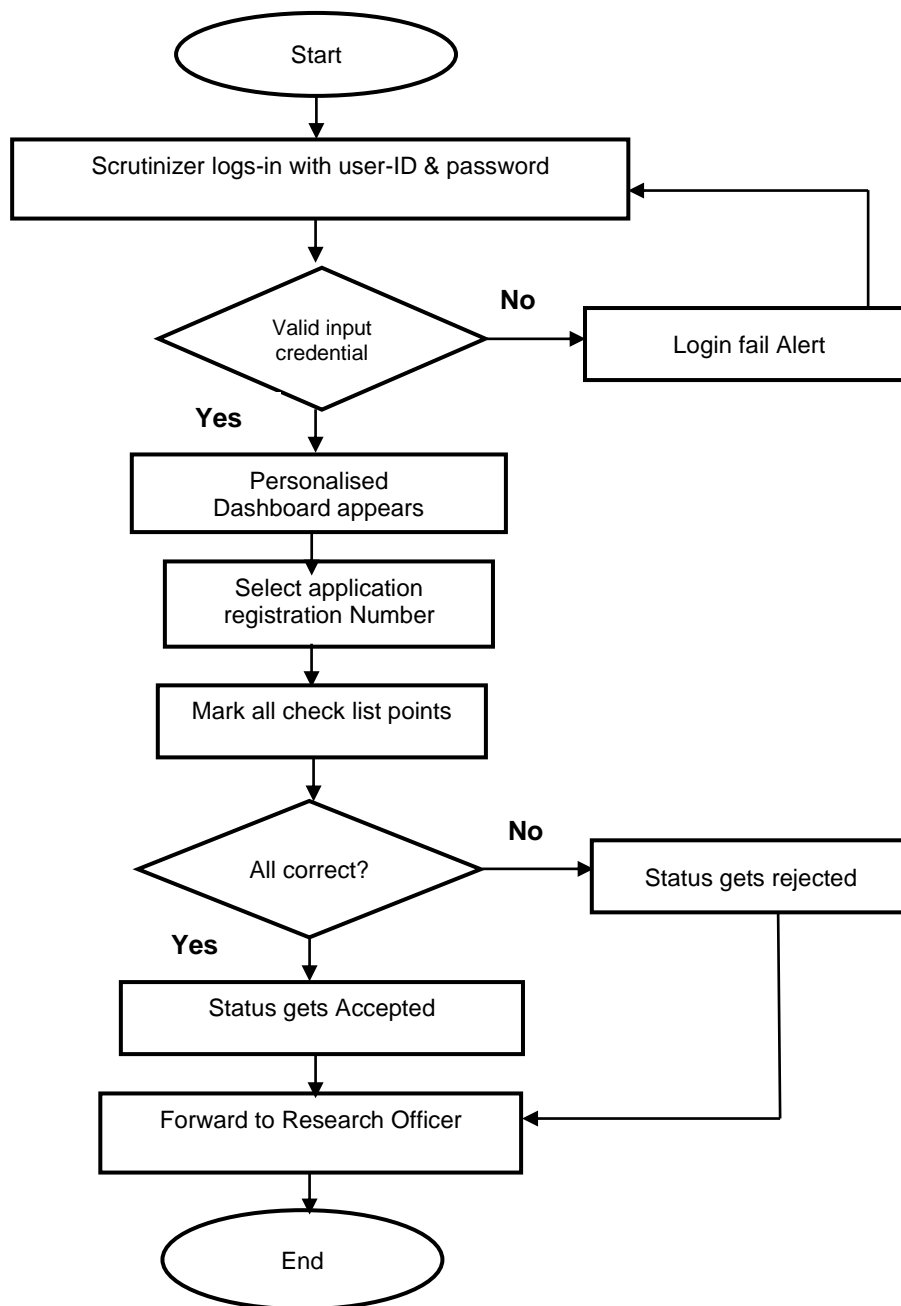 Start
Scrutinizer logs-in with user-ID & password
No
Valid input
credential
Login fail Alert
Yes
Personalised
Dashboard appears
Select application
registration Number
Mark all check list points
No
All correct?
Status gets rejected
Yes
Status gets Accepted
Forward to Research Officer
End